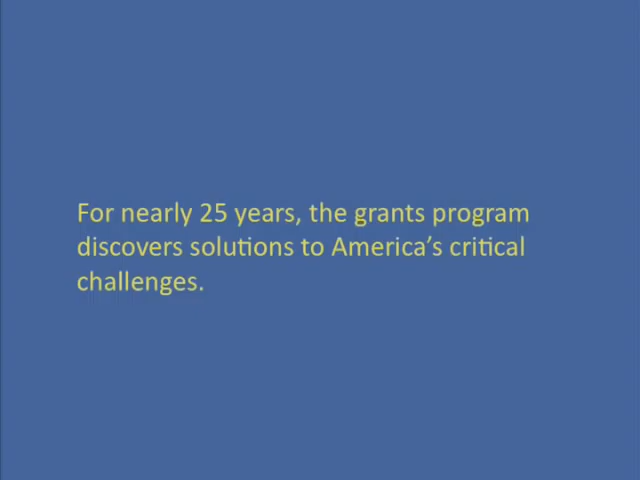 For nearly 25 years, the grants program
discovers solutions to America’s critical
challenges.